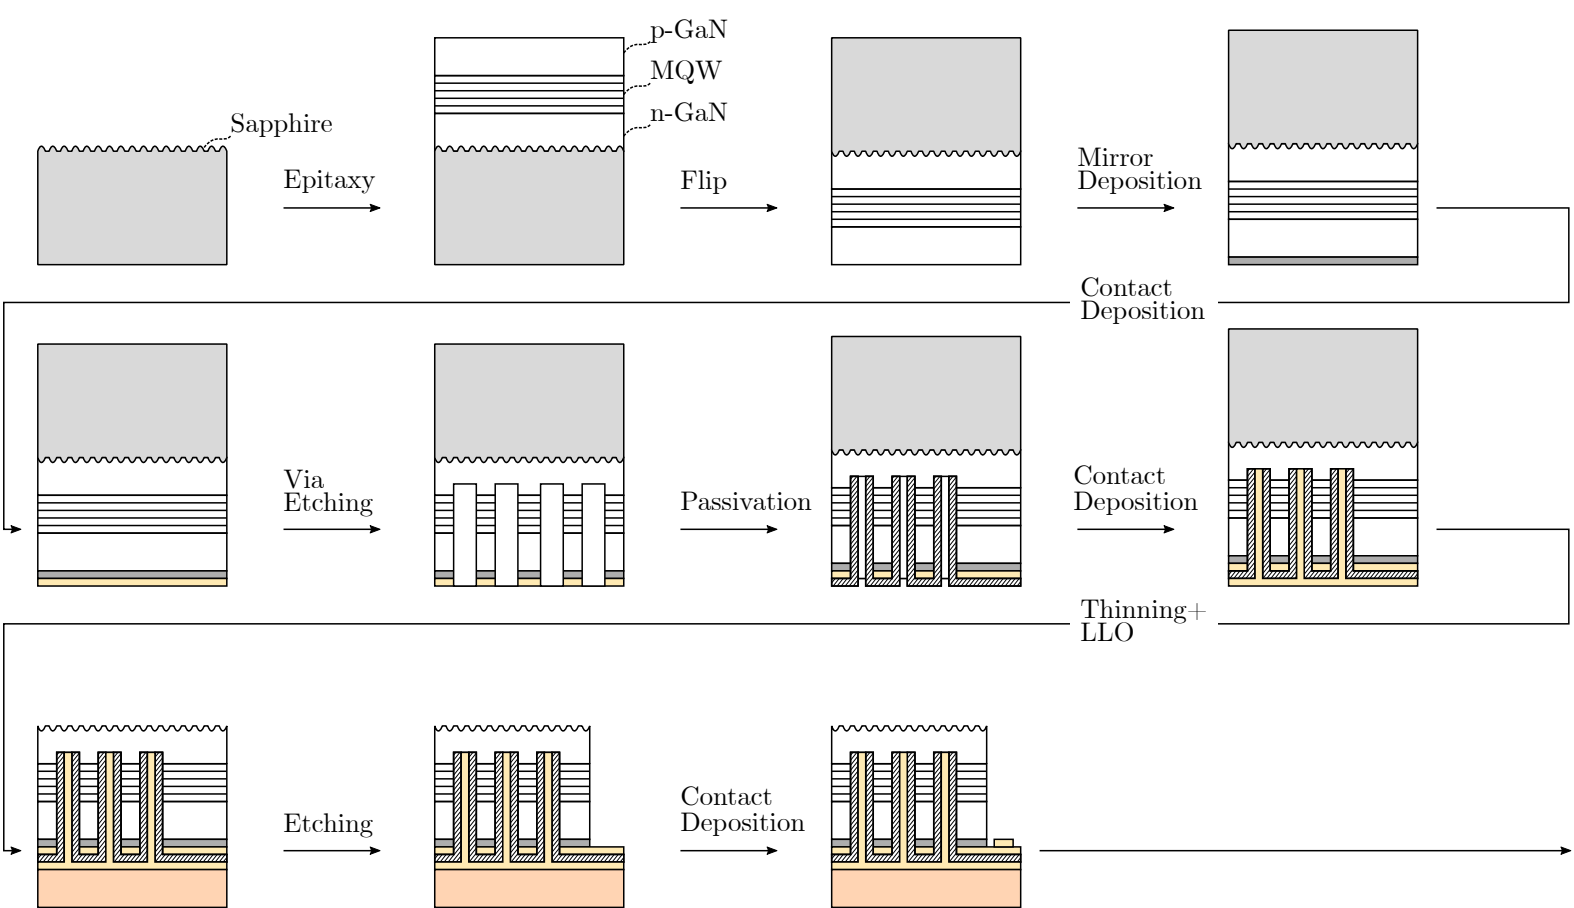 p-GaN
MQW
n-GaN
Sapphire
Epitaxy
Flip
Mirror
Deposition
Contact
Deposition
Via
Etching
Passivation
Contact
Deposition
Thinning+
LLO
Etching
Contact
Deposition